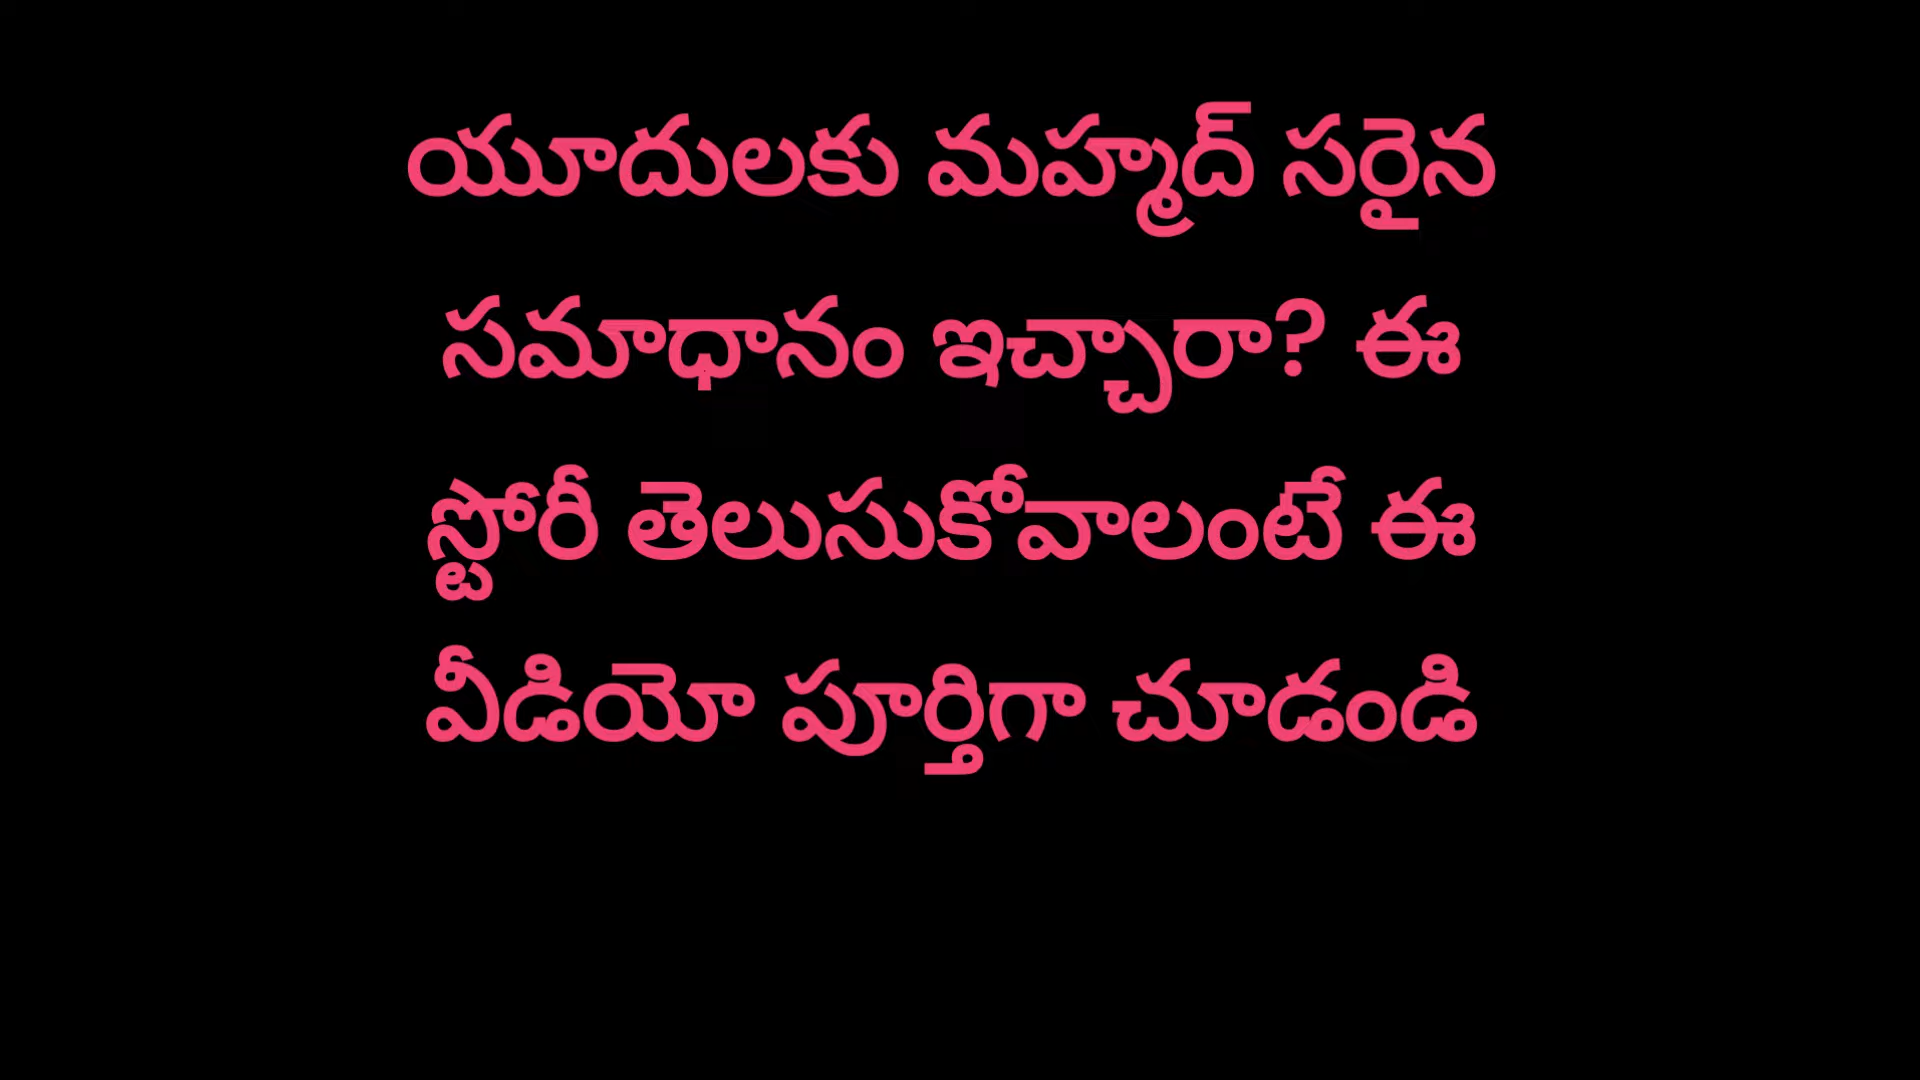 యూదులకు మహ్మద్ సరైన
సమాధానం ఇచ్చారా? ఈ
స్టోరీ తెలుసుకోవాలంటే ఈ
వీడియో పూర్తిగా చూడండి